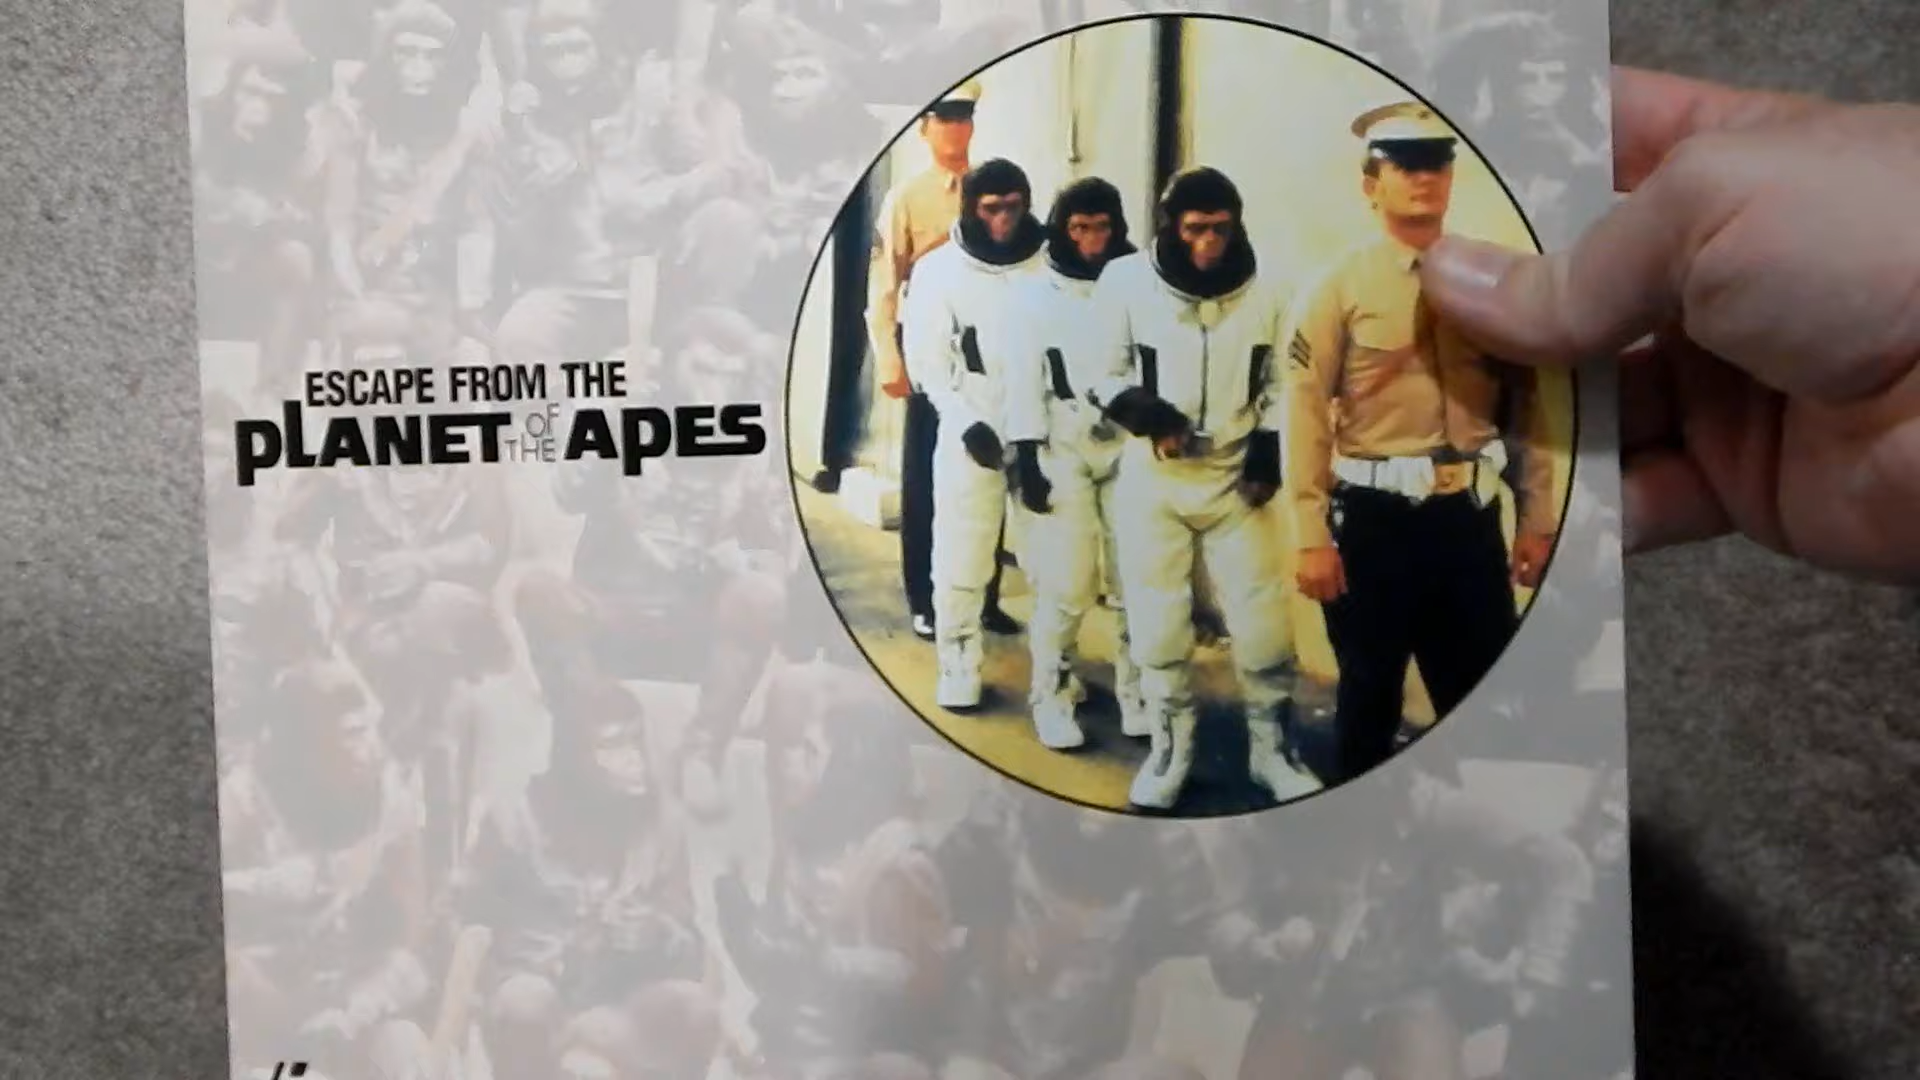 ESCAPE FROM THE
PLANET OF THE APES